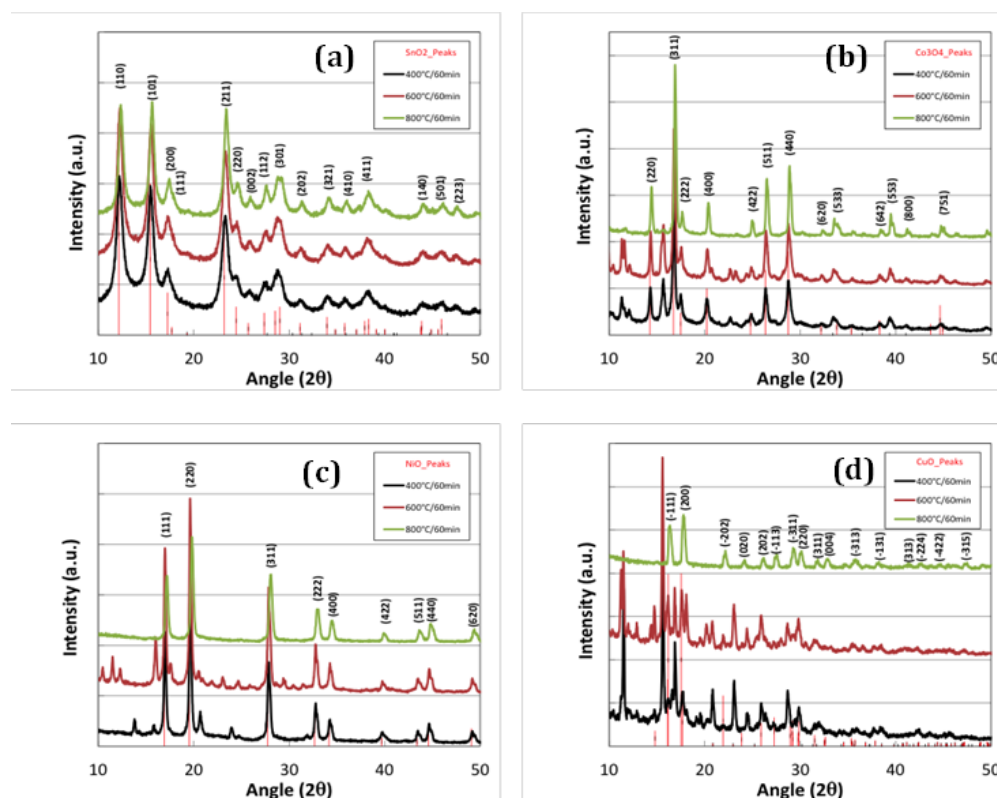 (a)
SnO2_Peaks
400°C/60min
600°C/60min
800°C/60min
Intensity (a.u.)
(110)
(101)
(200)
(111)
(211)
(220)
(002)
(112)
(301)
(202)
(321)
(410)
(411)
(140)
(501)
(223)
10 20 30 40 50
Angle (2θ)
(b)
Co3O4_Peaks
400°C/60min
600°C/60min
800°C/60min
Intensity (a.u.)
(220)
(311)
(222)
(400)
(422)
(511)
(440)
(620)
(533)
(642)
(553)
(800)
(751)
10 20 30 40 50
Angle (2θ)
(c)
NiO_Peaks
400°C/60min
600°C/60min
800°C/60min
Intensity (a.u.)
(111)
(220)
(311)
(222)
(400)
(422)
(511)
(440)
(620)
10 20 30 40 50
Angle (2θ)
(d)
CuO_Peaks
400°C/60min
600°C/60min
800°C/60min
Intensity (a.u.)
(-111)
(200)
(-202)
(020)
(202)
(-113)
(-311)
(220)
(311)
(004)
(-313)
(-131)
(313)
(-224)
(-422)
(-315)
10 20 30 40 50
Angle (2θ)